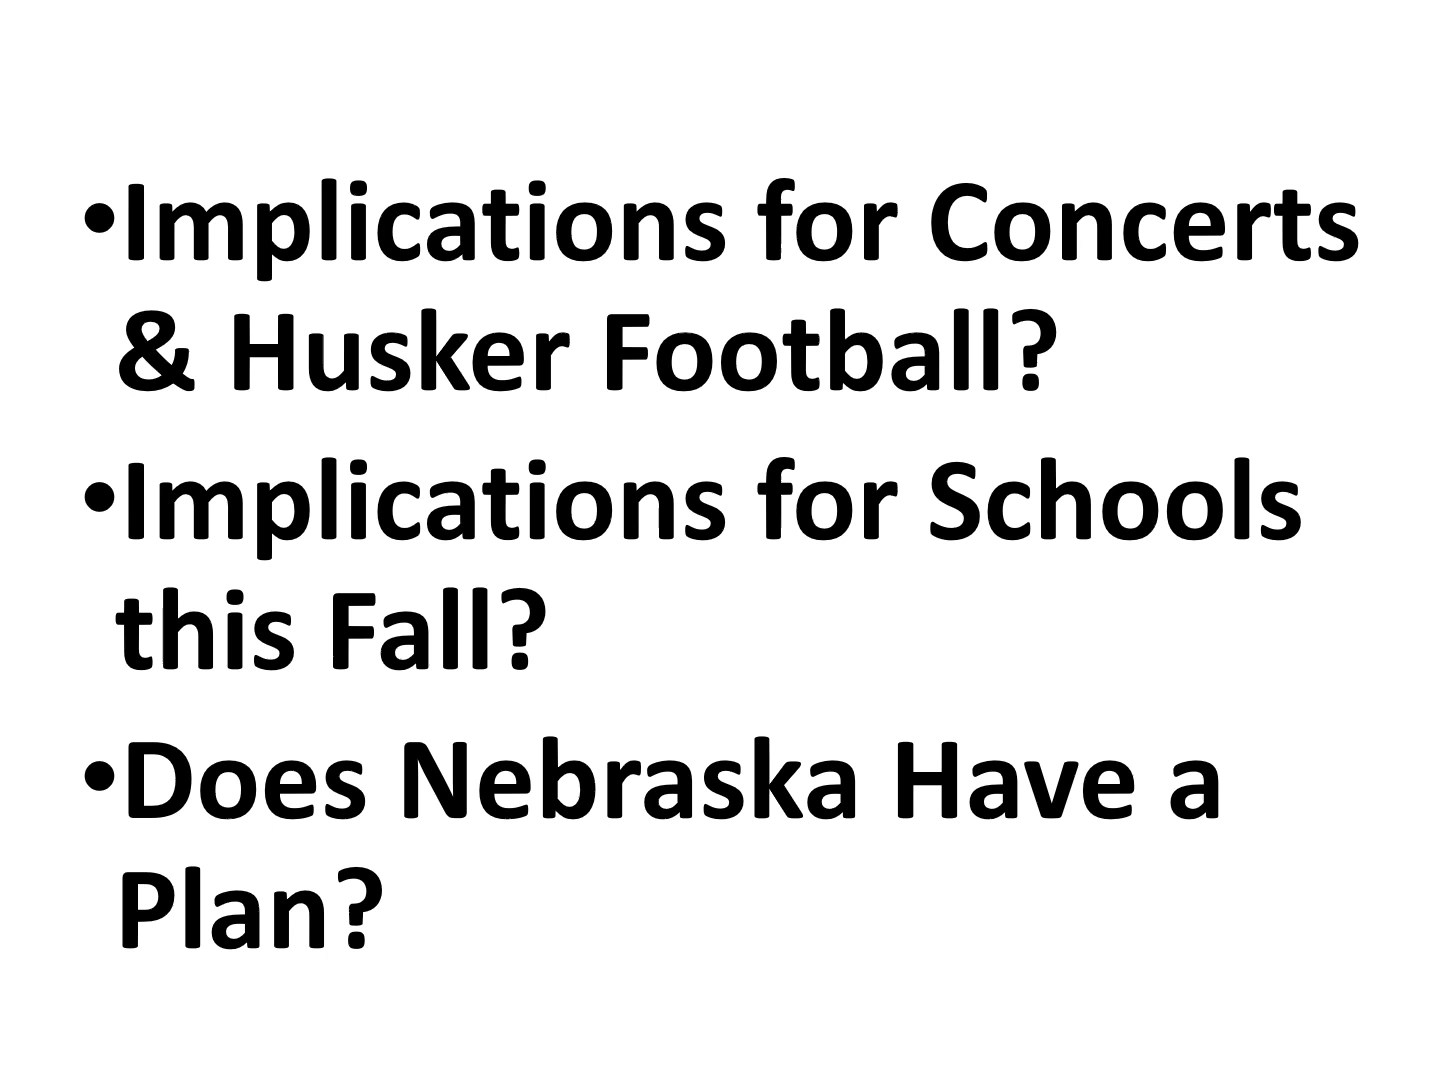 •Implications for Concerts
& Husker Football?
•Implications for Schools
this Fall?
•Does Nebraska Have a
Plan?